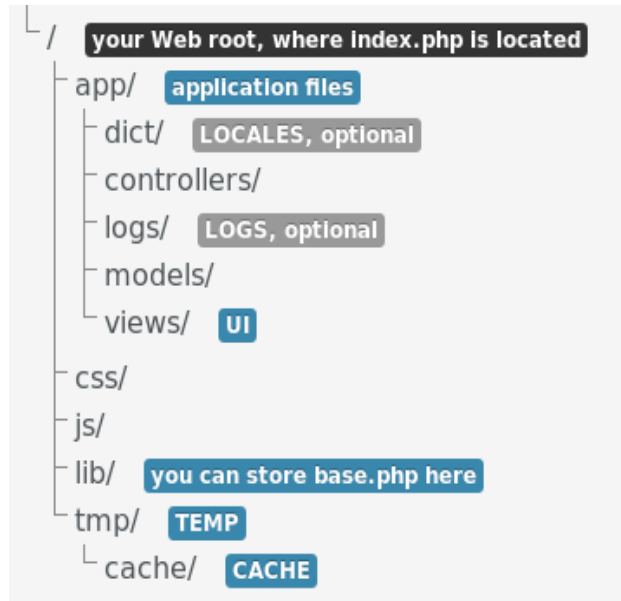 / your Web root, where index.php is located
app/ application files
dict/ LOCALES, optional
controllers/
logs/ LOGS, optional
models/
views/ UI
css/
js/
lib/ you can store base.php here
tmp/ TEMP
cache/ CACHE